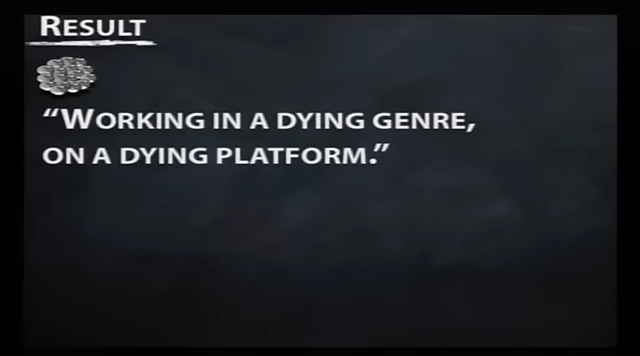 RESULT
“WORKING IN A DYING GENRE,
ON A DYING PLATFORM.”